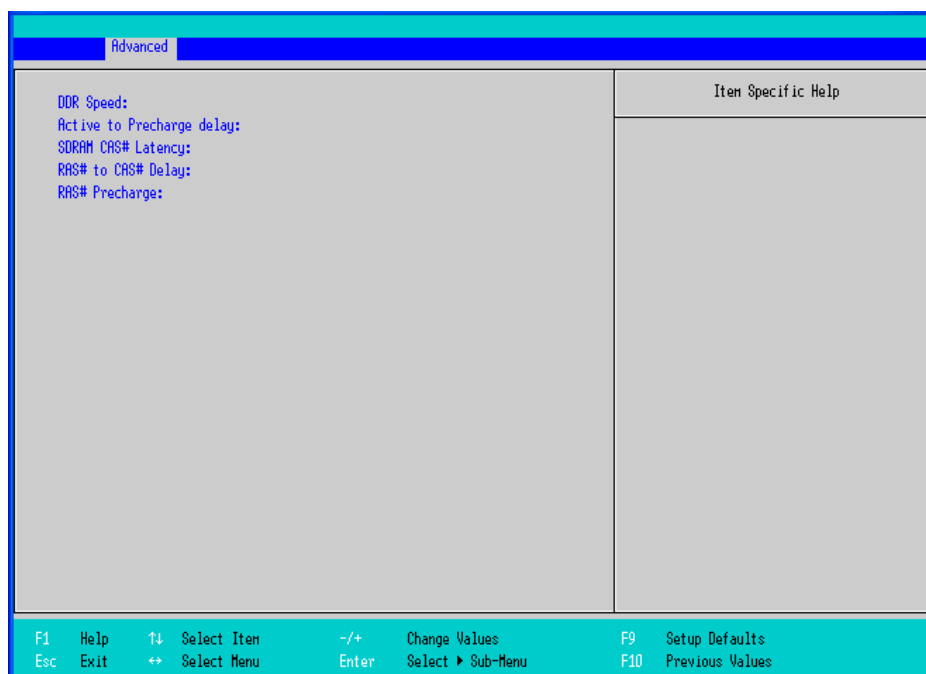 Advanced
DDR Speed:
Active to Precharge delay:
SDRAM CAS# Latency:
RAS# to CAS# Delay:
RAS# Precharge:
Item Specific Help
F1 Help ↑↓ Select Item -/+ Change Values F9 Setup Defaults
Esc Exit ↔ Select Menu Enter Select ▶ Sub-Menu F10 Previous Values